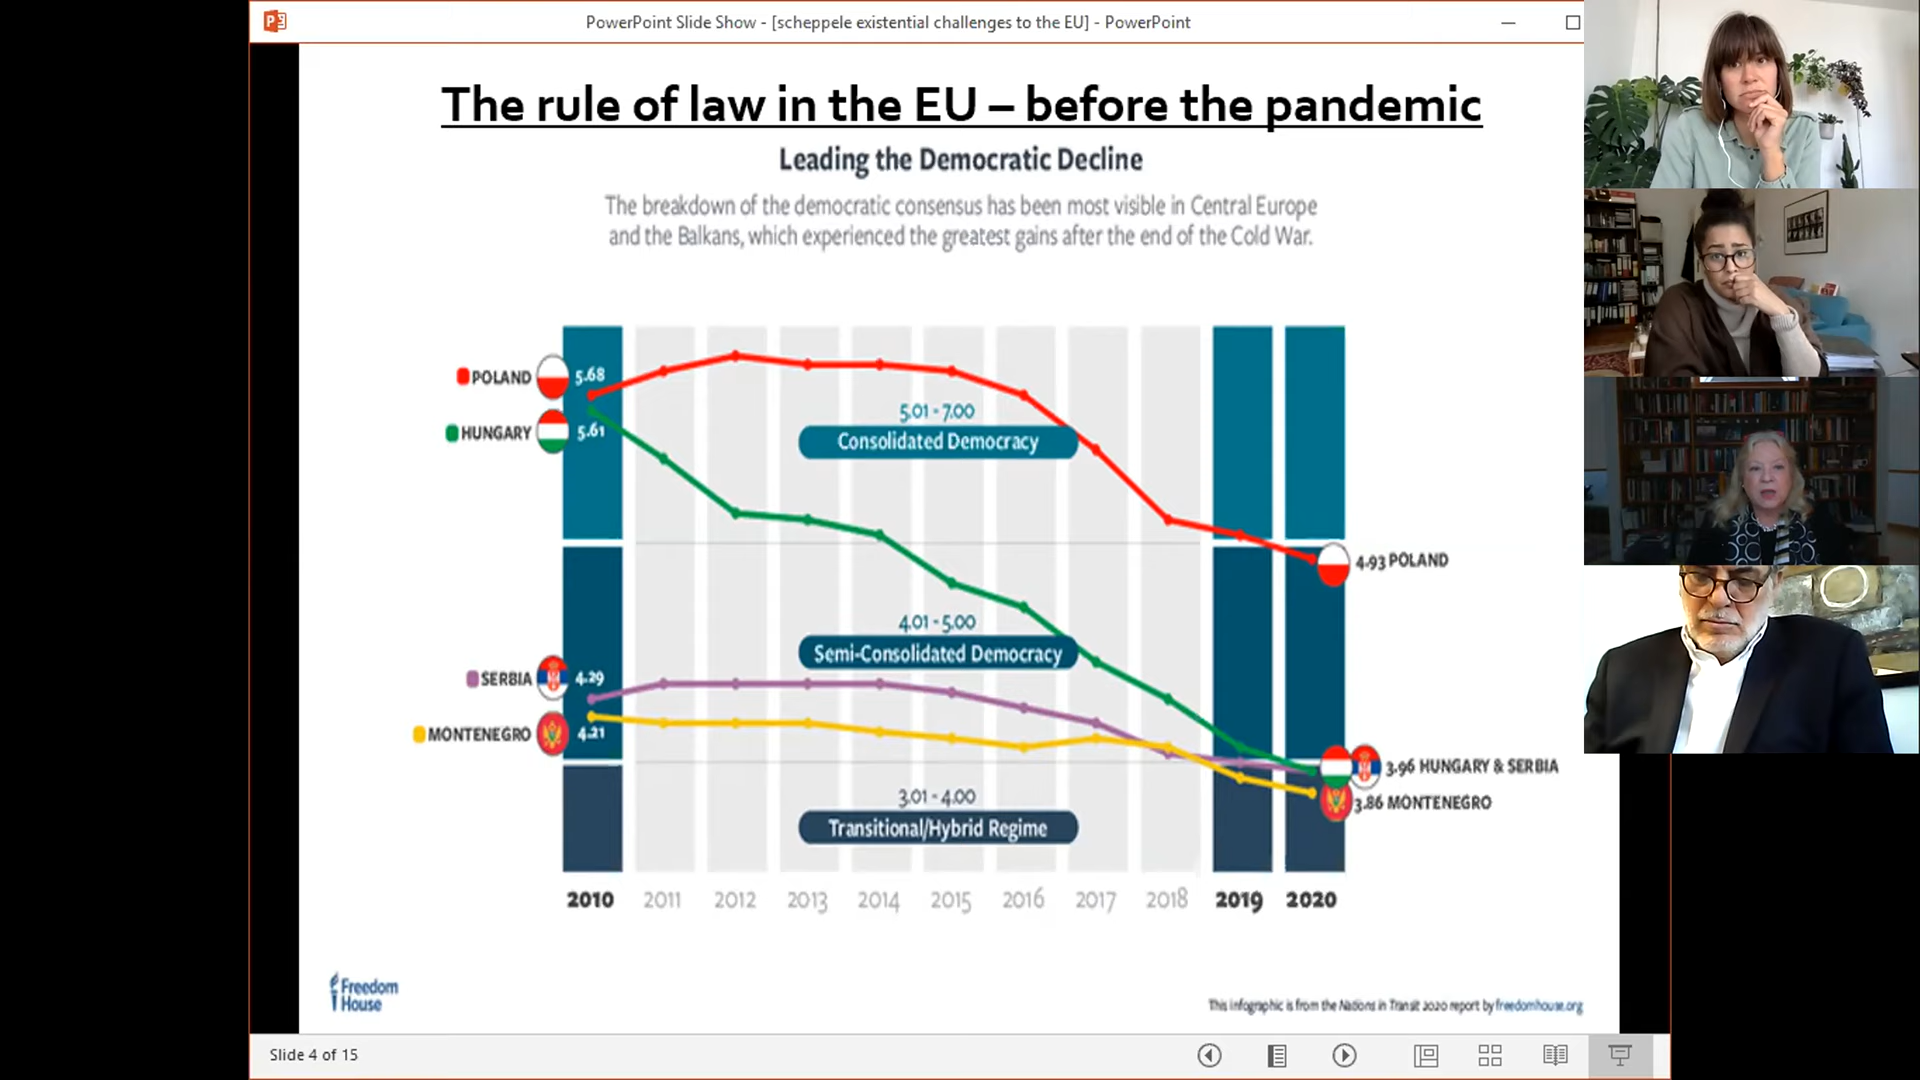 PowerPoint Slide Show - [scheppele existential challenges to the EU] - PowerPoint
The rule of law in the EU – before the pandemic
Leading the Democratic Decline
The breakdown of the democratic consensus has been most visible in Central Europe
and the Balkans, which experienced the greatest gains after the end of the Cold War.
POLAND 5.68
HUNGARY 5.61
5.01 - 7.00
Consolidated Democracy
4.93 POLAND
4.01 - 5.00
Semi-Consolidated Democracy
SERBIA 4.29
MONTENEGRO 4.21
3.96 HUNGARY & SERBIA
3.86 MONTENEGRO
3.01 - 4.00
Transitional/Hybrid Regime
2010 2011 2012 2013 2014 2015 2016 2017 2018 2019 2020
Freedom
House
This infographic is from the Nations in Transit 2020 report by freedomhouse.org
Slide 4 of 15